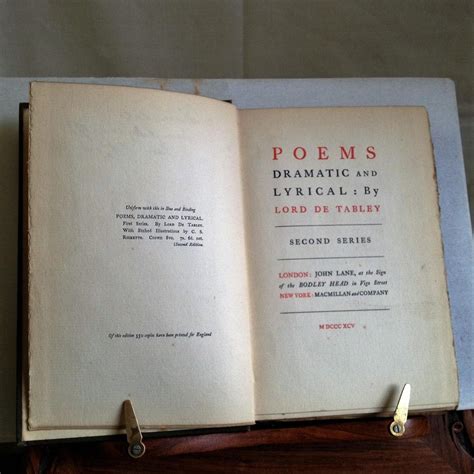 Uniform with this in Size and Binding
POEMS, DRAMATIC AND LYRICAL.
First Series. By LORD DE TABLEY.
With Etched Illustrations by C. S.
RICKETTS. Crown 8vo. 7s. 6d. net.
(Second Edition)
Of this edition 550 copies have been printed for England
POEMS
DRAMATIC AND
LYRICAL : By
LORD DE TABLEY
SECOND SERIES
LONDON: JOHN LANE, at the Sign
of the BODLEY HEAD in Vigo Street
NEW YORK: MACMILLAN and COMPANY
M DCCC XCV